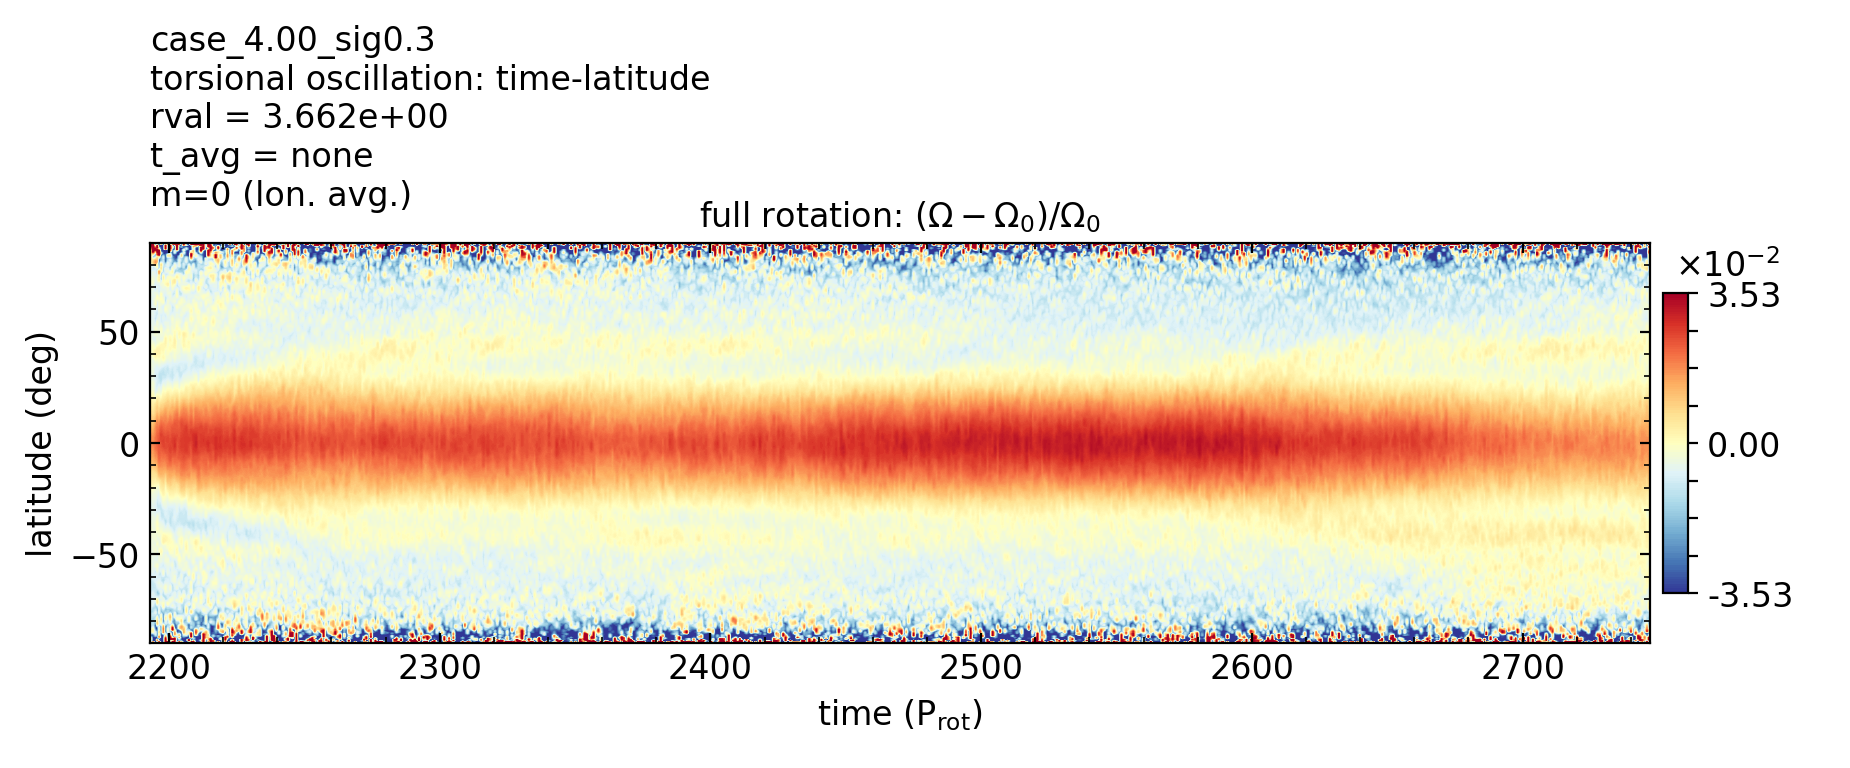 case_4.00_sig0.3
torsional oscillation: time-latitude
rval = 3.662e+00
t_avg = none
m=0 (lon. avg.)
full rotation: (Ω − Ω₀)/Ω₀
×10⁻²
3.53
0.00
-3.53
latitude (deg)
50
0
−50
2200 2300 2400 2500 2600 2700
time (P_rot)